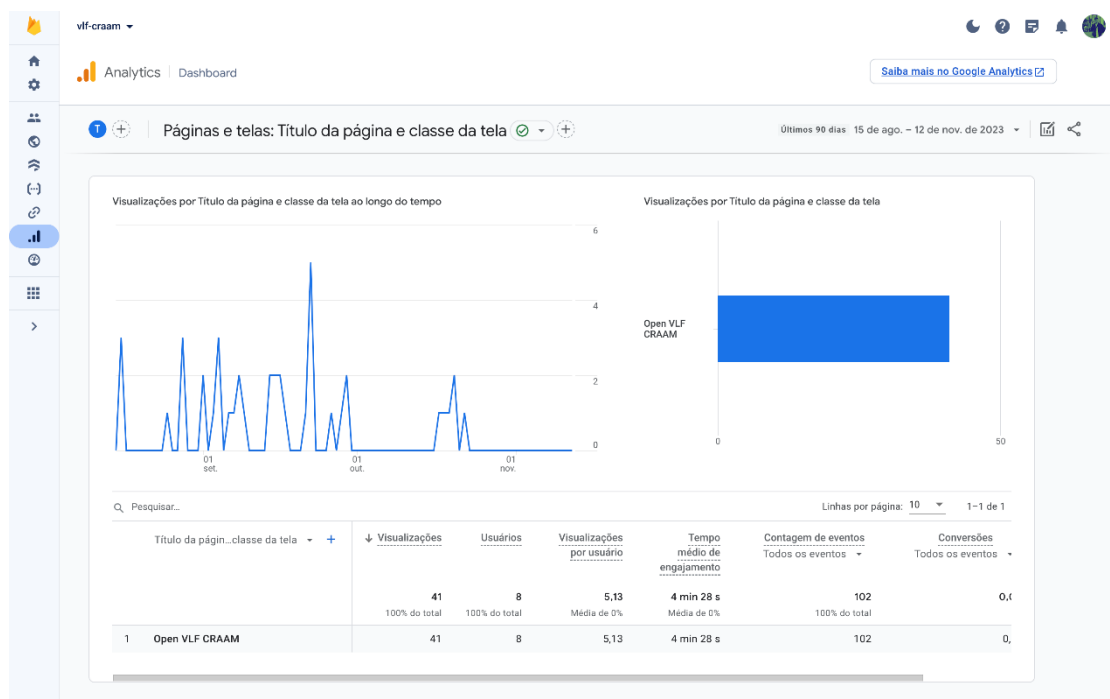 vlf-craam
Analytics
Dashboard
Saiba mais no Google Analytics
T
Páginas e telas: Título da página e classe da tela
Últimos 90 dias 15 de ago. – 12 de nov. de 2023
Visualizações por Título da página e classe da tela ao longo do tempo
6
4
2
0
01 set.
01 out.
01 nov.
Visualizações por Título da página e classe da tela
Open VLF
CRAAM
0
50
Pesquisar...
Linhas por página: 10
1–1 de 1
Título da págin...classe da tela
Visualizações
Usuários
Visualizações
por usuário
Tempo
médio de
engajamento
Contagem de eventos
Todos os eventos
Conversões
Todos os eventos
41
100% do total
8
100% do total
5,13
Média de 0%
4 min 28 s
Média de 0%
102
100% do total
1 Open VLF CRAAM 41 8 5,13 4 min 28 s 102 0,